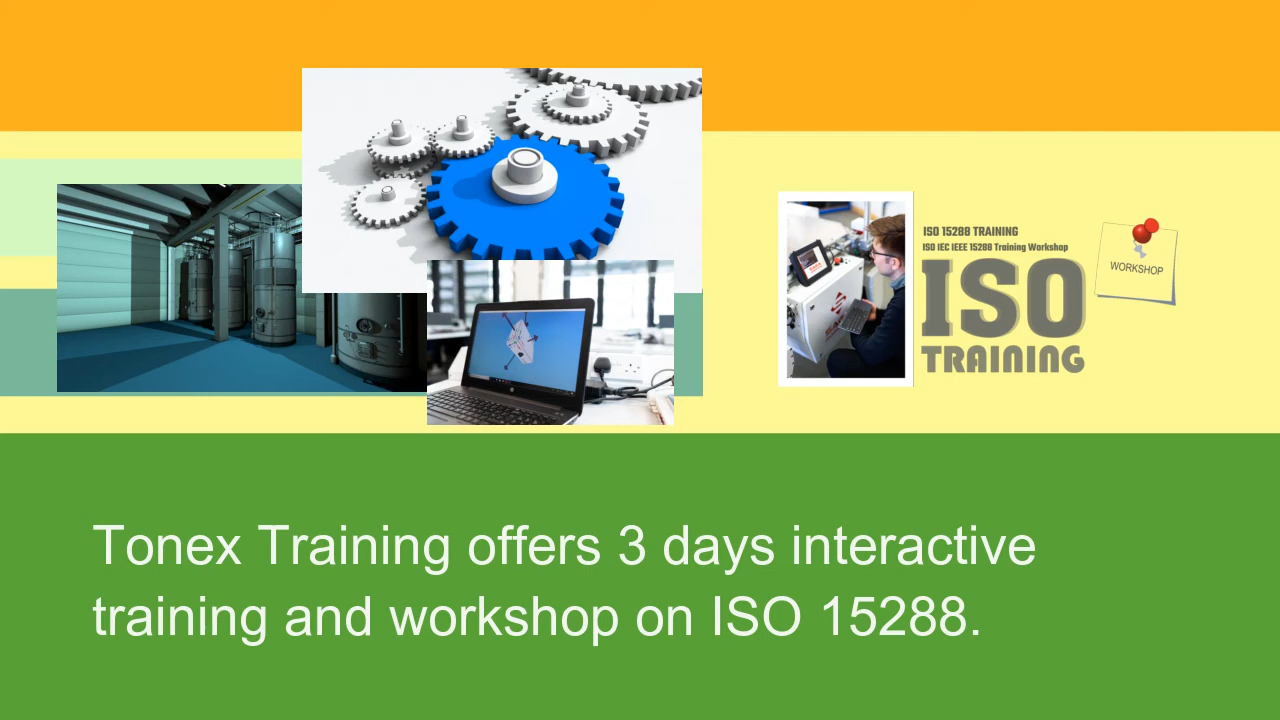 ISO 15288 TRAINING
ISO IEC IEEE 15288 Training Workshop
ISO
TRAINING
WORKSHOP
Tonex Training offers 3 days interactive
training and workshop on ISO 15288.